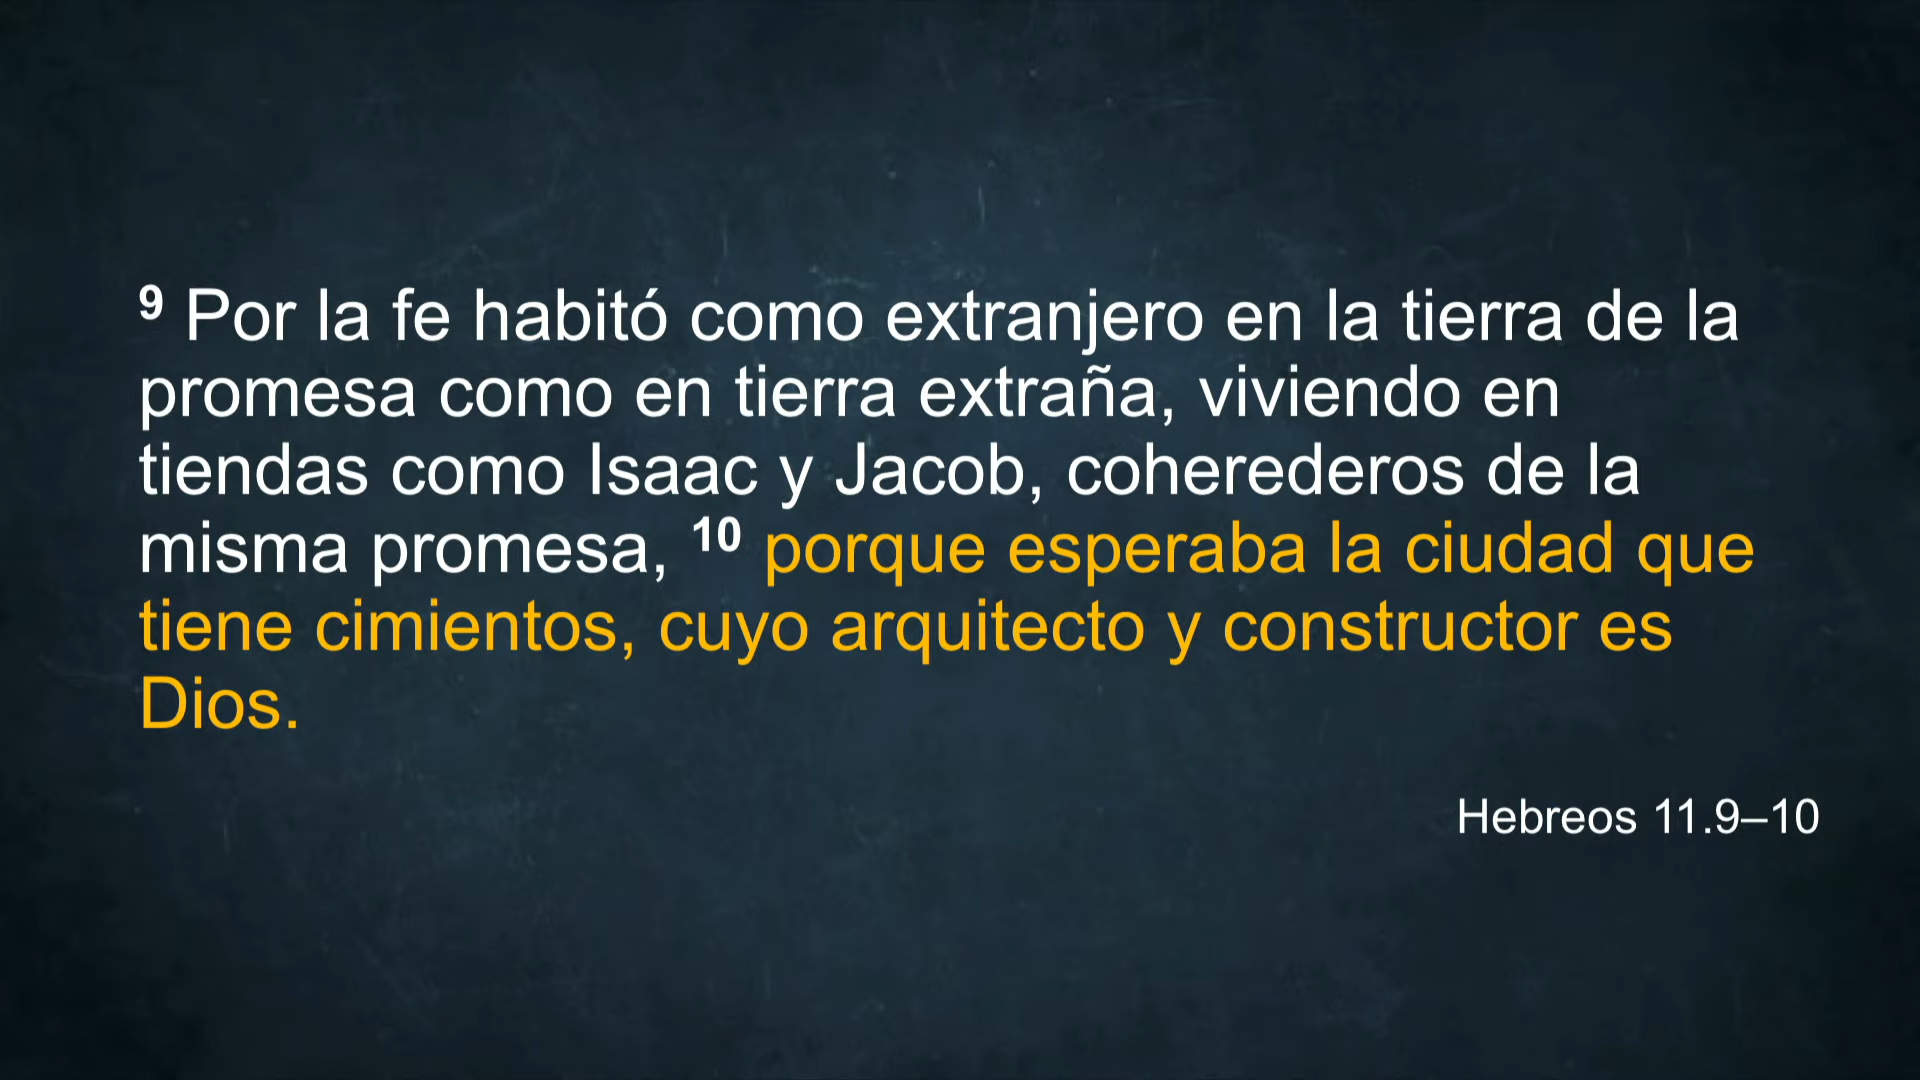 ⁹ Por la fe habitó como extranjero en la tierra de la
promesa como en tierra extraña, viviendo en
tiendas como Isaac y Jacob, coherederos de la
misma promesa, ¹⁰ porque esperaba la ciudad que
tiene cimientos, cuyo arquitecto y constructor es
Dios.
Hebreos 11.9–10